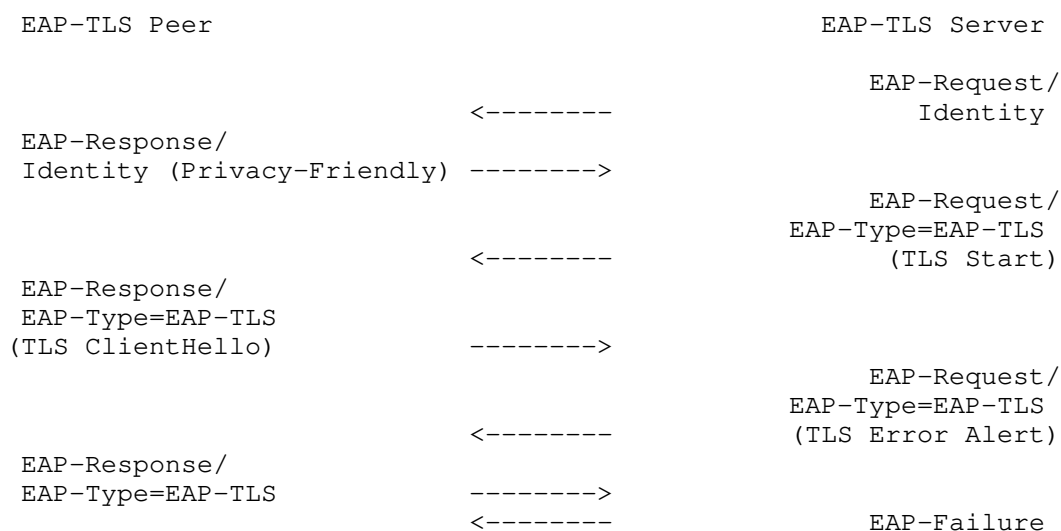 EAP-TLS Peer                                      EAP-TLS Server

                                                     EAP-Request/
                           <--------                    Identity
EAP-Response/
Identity (Privacy-Friendly) -------->
                                                     EAP-Request/
                                                EAP-Type=EAP-TLS
                           <--------                 (TLS Start)
EAP-Response/
EAP-Type=EAP-TLS
(TLS ClientHello)          -------->
                                                     EAP-Request/
                                                EAP-Type=EAP-TLS
                           <--------           (TLS Error Alert)
EAP-Response/
EAP-Type=EAP-TLS           -------->
                           <--------                 EAP-Failure